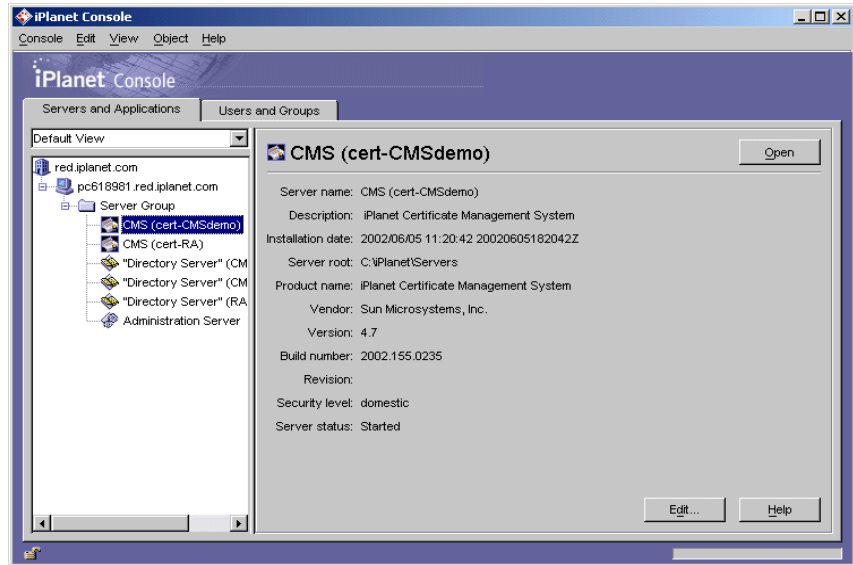 iPlanet Console
Console Edit View Object Help
iPlanet Console
Servers and Applications
Users and Groups
Default View
red.iplanet.com
pc618981.red.iplanet.com
Server Group
CMS (cert-CMSdemo)
CMS (cert-RA)
"Directory Server" (CM
"Directory Server" (CM
"Directory Server" (RA
Administration Server
CMS (cert-CMSdemo)
Open
Server name: CMS (cert-CMSdemo)
Description: iPlanet Certificate Management System
Installation date: 2002/06/05 11:20:42 20020605182042Z
Server root: C:\iPlanet\Servers
Product name: iPlanet Certificate Management System
Vendor: Sun Microsystems, Inc.
Version: 4.7
Build number: 2002.155.0235
Revision:
Security level: domestic
Server status: Started
Edit...
Help